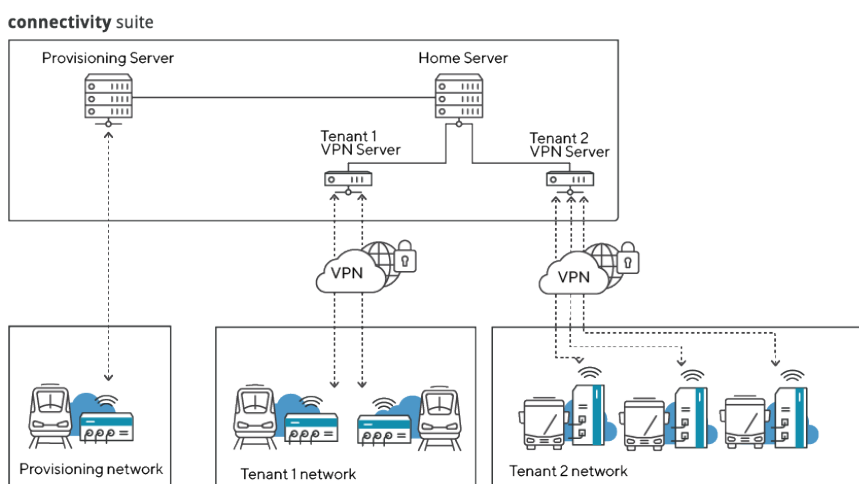 connectivity suite
Provisioning Server
Home Server
Tenant 1
VPN Server
Tenant 2
VPN Server
VPN
VPN
Provisioning network
Tenant 1 network
Tenant 2 network